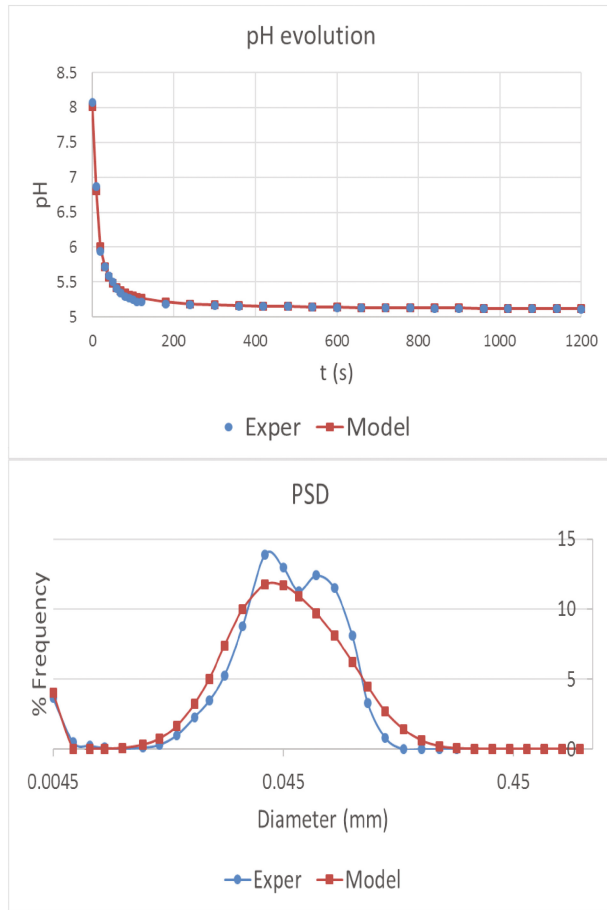 pH evolution
8.5
8
7.5
7
6.5
6
5.5
5
pH
0 200 400 600 800 1000 1200
t (s)
Exper Model
PSD
15
10
5
0
% Frequency
0.0045 0.045 0.45
Diameter (mm)
Exper Model